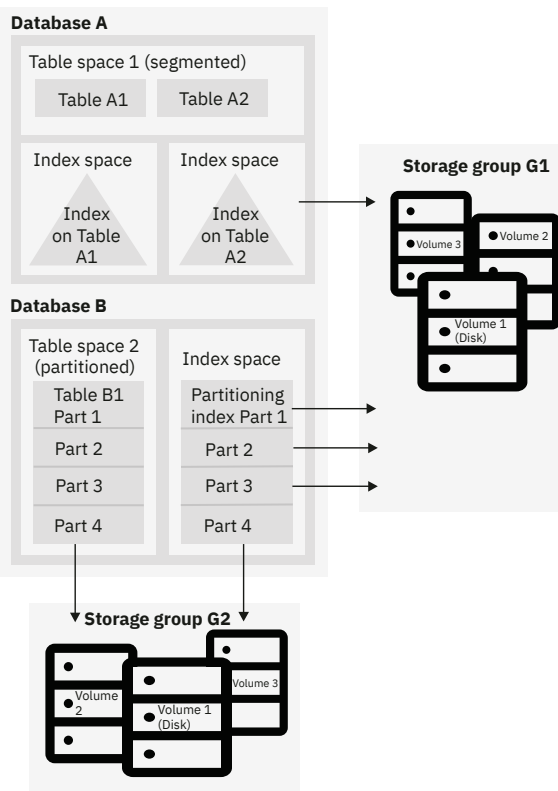 Database A
Table space 1 (segmented)
Table A1
Table A2
Index space
Index
on Table
A1
Index space
Index
on Table
A2
Storage group G1
Volume 3
Volume 2
Volume 1
(Disk)
Database B
Table space 2
(partitioned)
Table B1
Part 1
Part 2
Part 3
Part 4
Index space
Partitioning
index Part 1
Part 2
Part 3
Part 4
Storage group G2
Volume
2
Volume 1
(Disk)
Volume 3